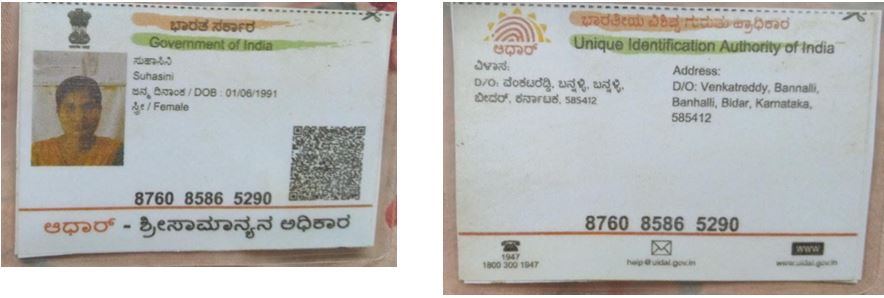 ಭಾರತ ಸರ್ಕಾರ
Government of India
ಸುಹಾಸಿನಿ
Suhasini
ಜನ್ಮ ದಿನಾಂಕ / DOB : 01/06/1991
ಸ್ತ್ರೀ / Female
8760 8586 5290
ಆಧಾರ್ - ಶ್ರೀಸಾಮಾನ್ಯನ ಅಧಿಕಾರ
ಭಾರತೀಯ ವಿಶಿಷ್ಟ ಗುರುತು ಪ್ರಾಧಿಕಾರ
ಆಧಾರ್
Unique Identification Authority of India
ವಿಳಾಸ:
D/O: ವೆಂಕಟರೆಡ್ಡಿ, ಬನ್ನಳ್ಳಿ, ಬನ್ನಳ್ಳಿ,
ಬೀದರ್, ಕರ್ನಾಟಕ, 585412
Address:
D/O: Venkatreddy, Bannalli,
Banhalli, Bidar, Karnataka,
585412
8760 8586 5290
1947
1800 300 1947
help@uidai.gov.in
www
www.uidai.gov.in